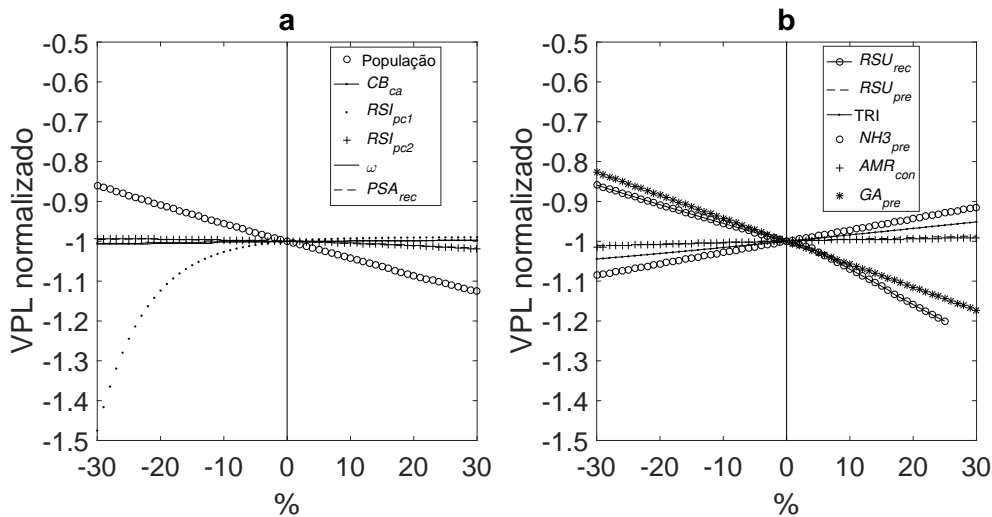 a
-0.5
-0.6
-0.7
-0.8
-0.9
-1
-1.1
-1.2
-1.3
-1.4
-1.5
VPL normalizado
-30 -20 -10 0 10 20 30
%
População
CB_ca
RSI_pc1
RSI_pc2
ω
PSA_rec
b
-0.5
-0.6
-0.7
-0.8
-0.9
-1
-1.1
-1.2
-1.3
-1.4
-1.5
VPL normalizado
-30 -20 -10 0 10 20 30
%
RSU_rec
RSU_pre
TRI
NH3_pre
AMR_con
GA_pre